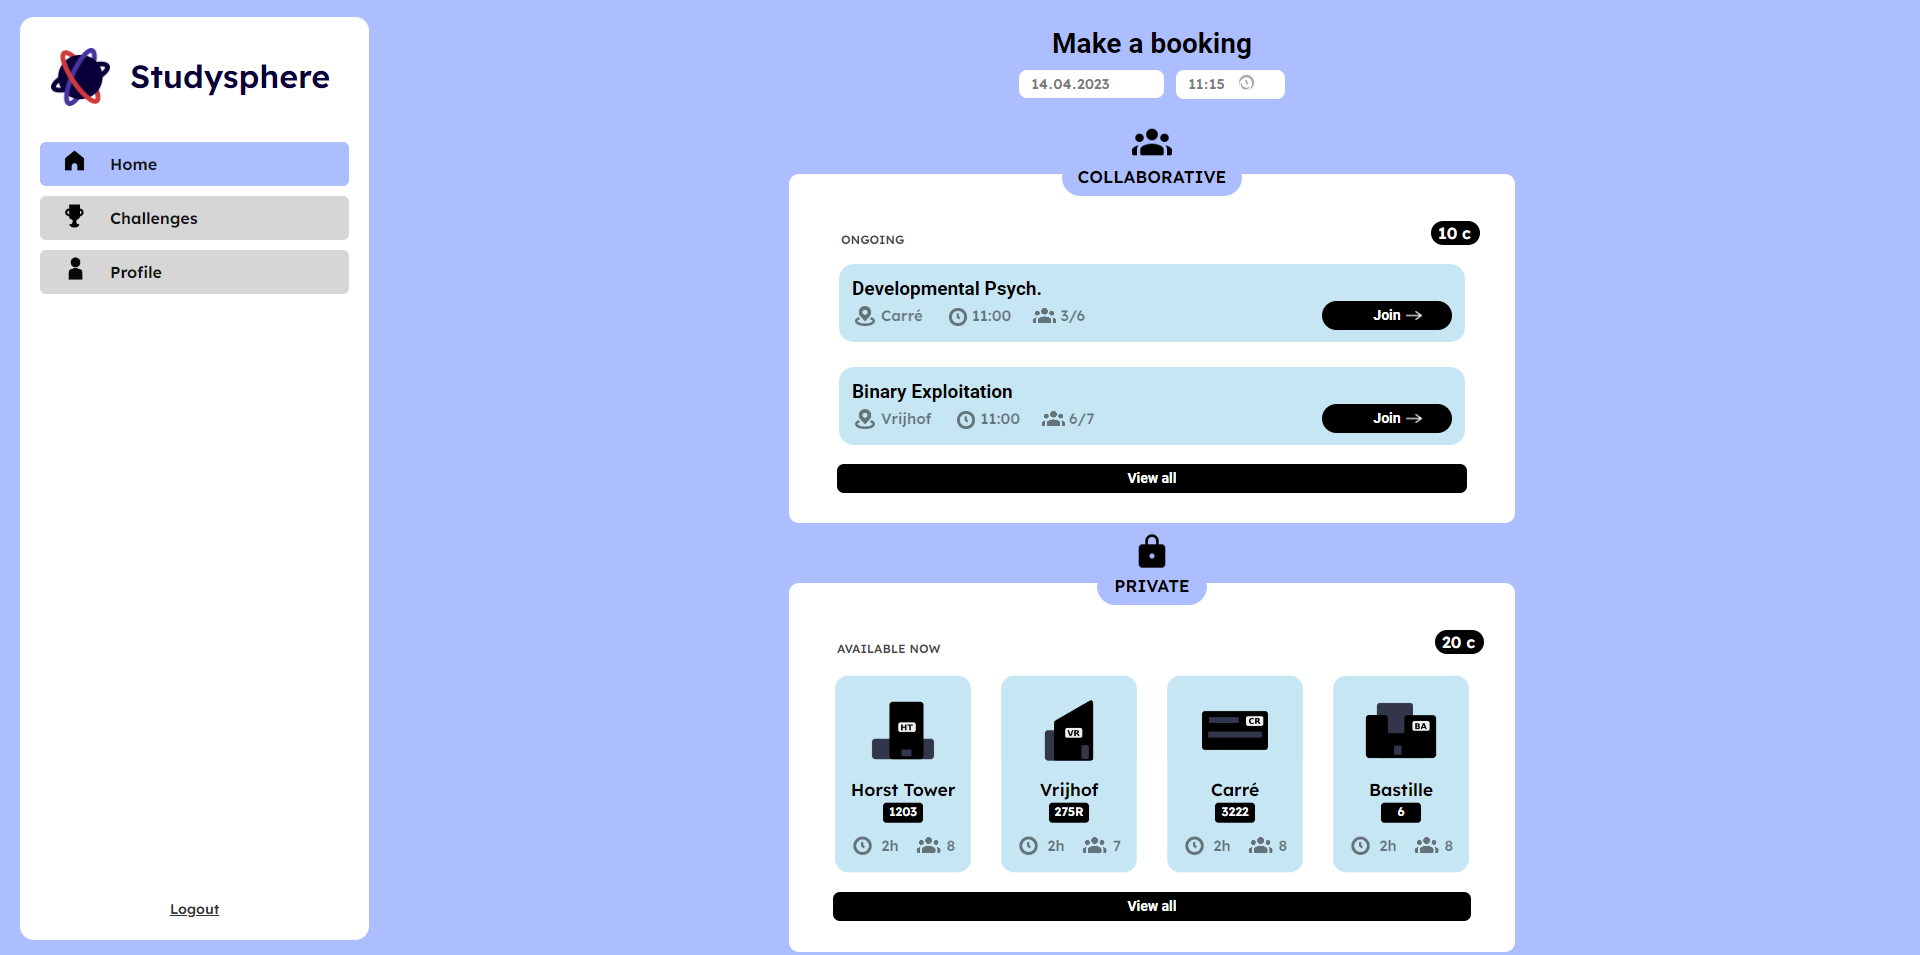 Studysphere
Home
Challenges
Profile
Logout
Make a booking
14.04.2023 11:15
COLLABORATIVE
ONGOING 10 c
Developmental Psych.
Carré 11:00 3/6 Join
Binary Exploitation
Vrijhof 11:00 6/7 Join
View all
PRIVATE
AVAILABLE NOW 20 c
HT VR CR BA
Horst Tower Vrijhof Carré Bastille
1203 275R 3222 6
2h 8 2h 7 2h 8 2h 8
View all